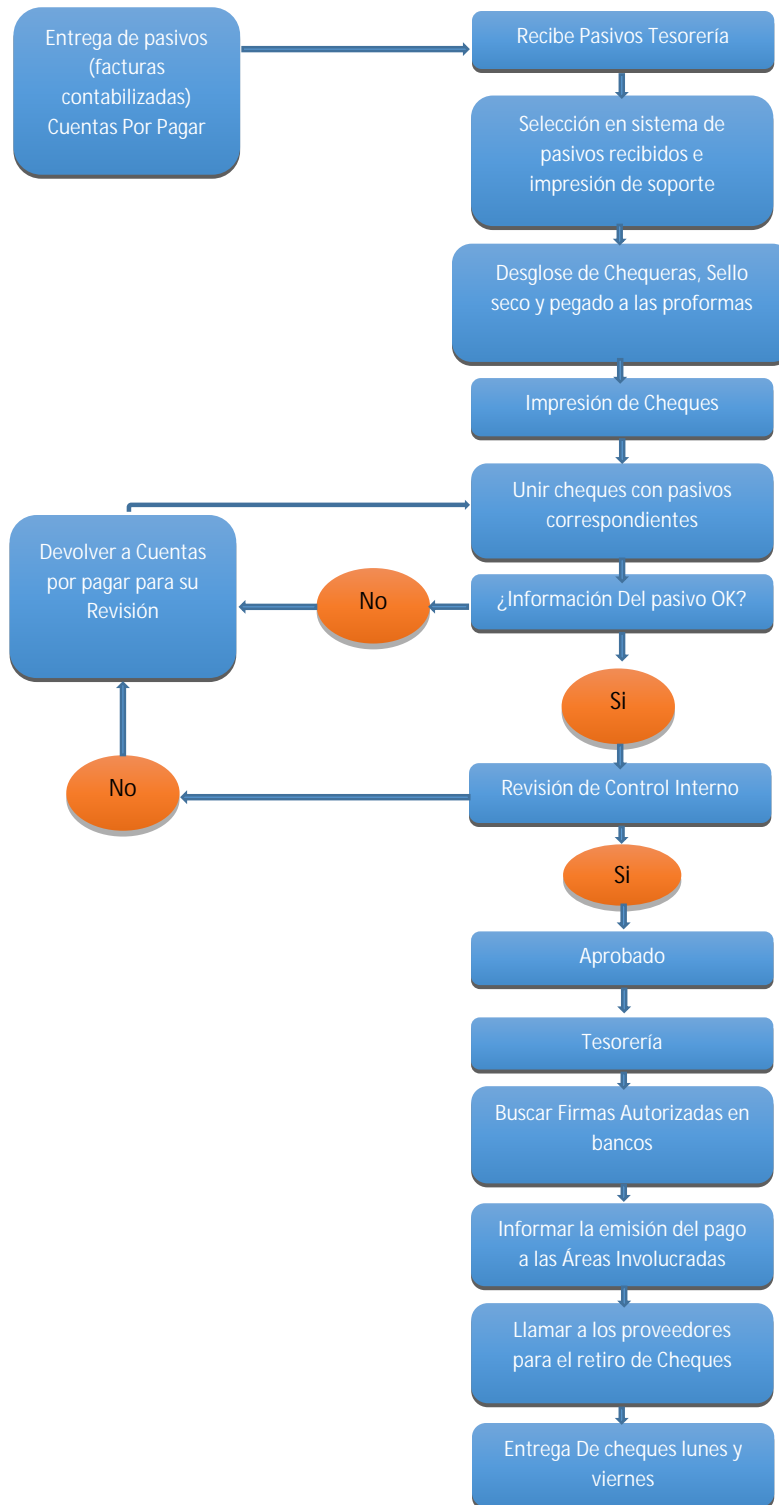 Entrega de pasivos
(facturas
contabilizadas)
Cuentas Por Pagar
Recibe Pasivos Tesorería
Selección en sistema de
pasivos recibidos e
impresión de soporte
Desglose de Chequeras, Sello
seco y pegado a las proformas
Impresión de Cheques
Unir cheques con pasivos
correspondientes
Devolver a Cuentas
por pagar para su
Revisión
No
¿Información Del pasivo OK?
Si
No
Revisión de Control Interno
Si
Aprobado
Tesorería
Buscar Firmas Autorizadas en
bancos
Informar la emisión del pago
a las Áreas Involucradas
Llamar a los proveedores
para el retiro de Cheques
Entrega De cheques lunes y
viernes